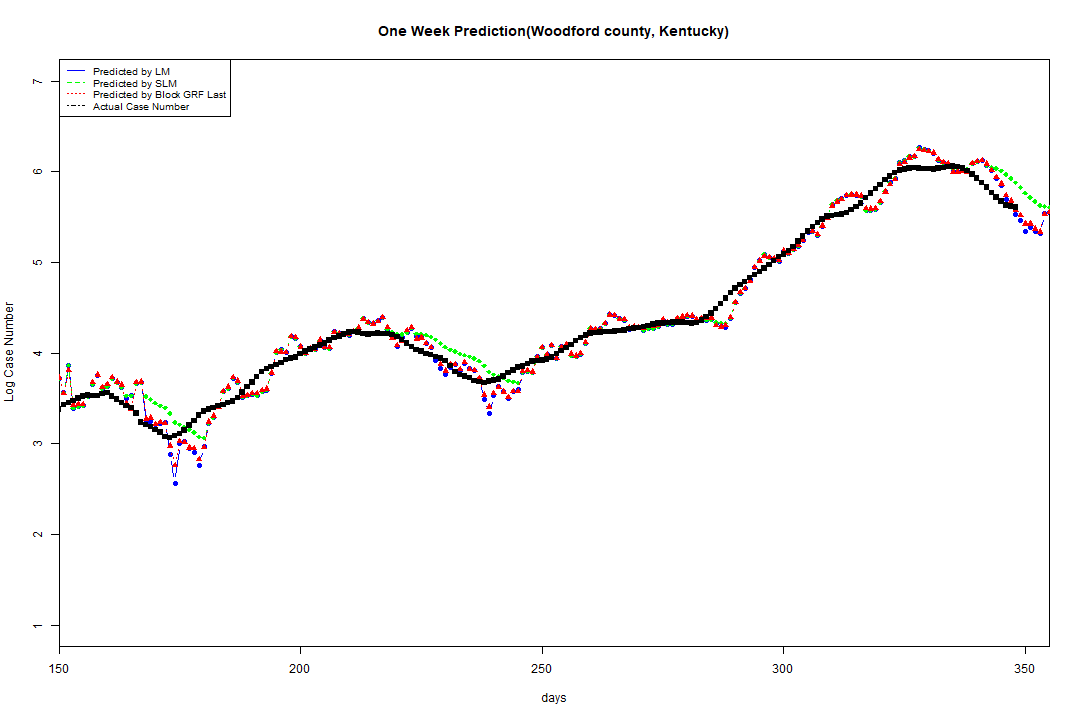 One Week Prediction(Woodford county, Kentucky)
Predicted by LM
Predicted by SLM
Predicted by Block GRF Last
Actual Case Number
Log Case Number
7
6
5
4
3
2
1
150 200 250 300 350
days